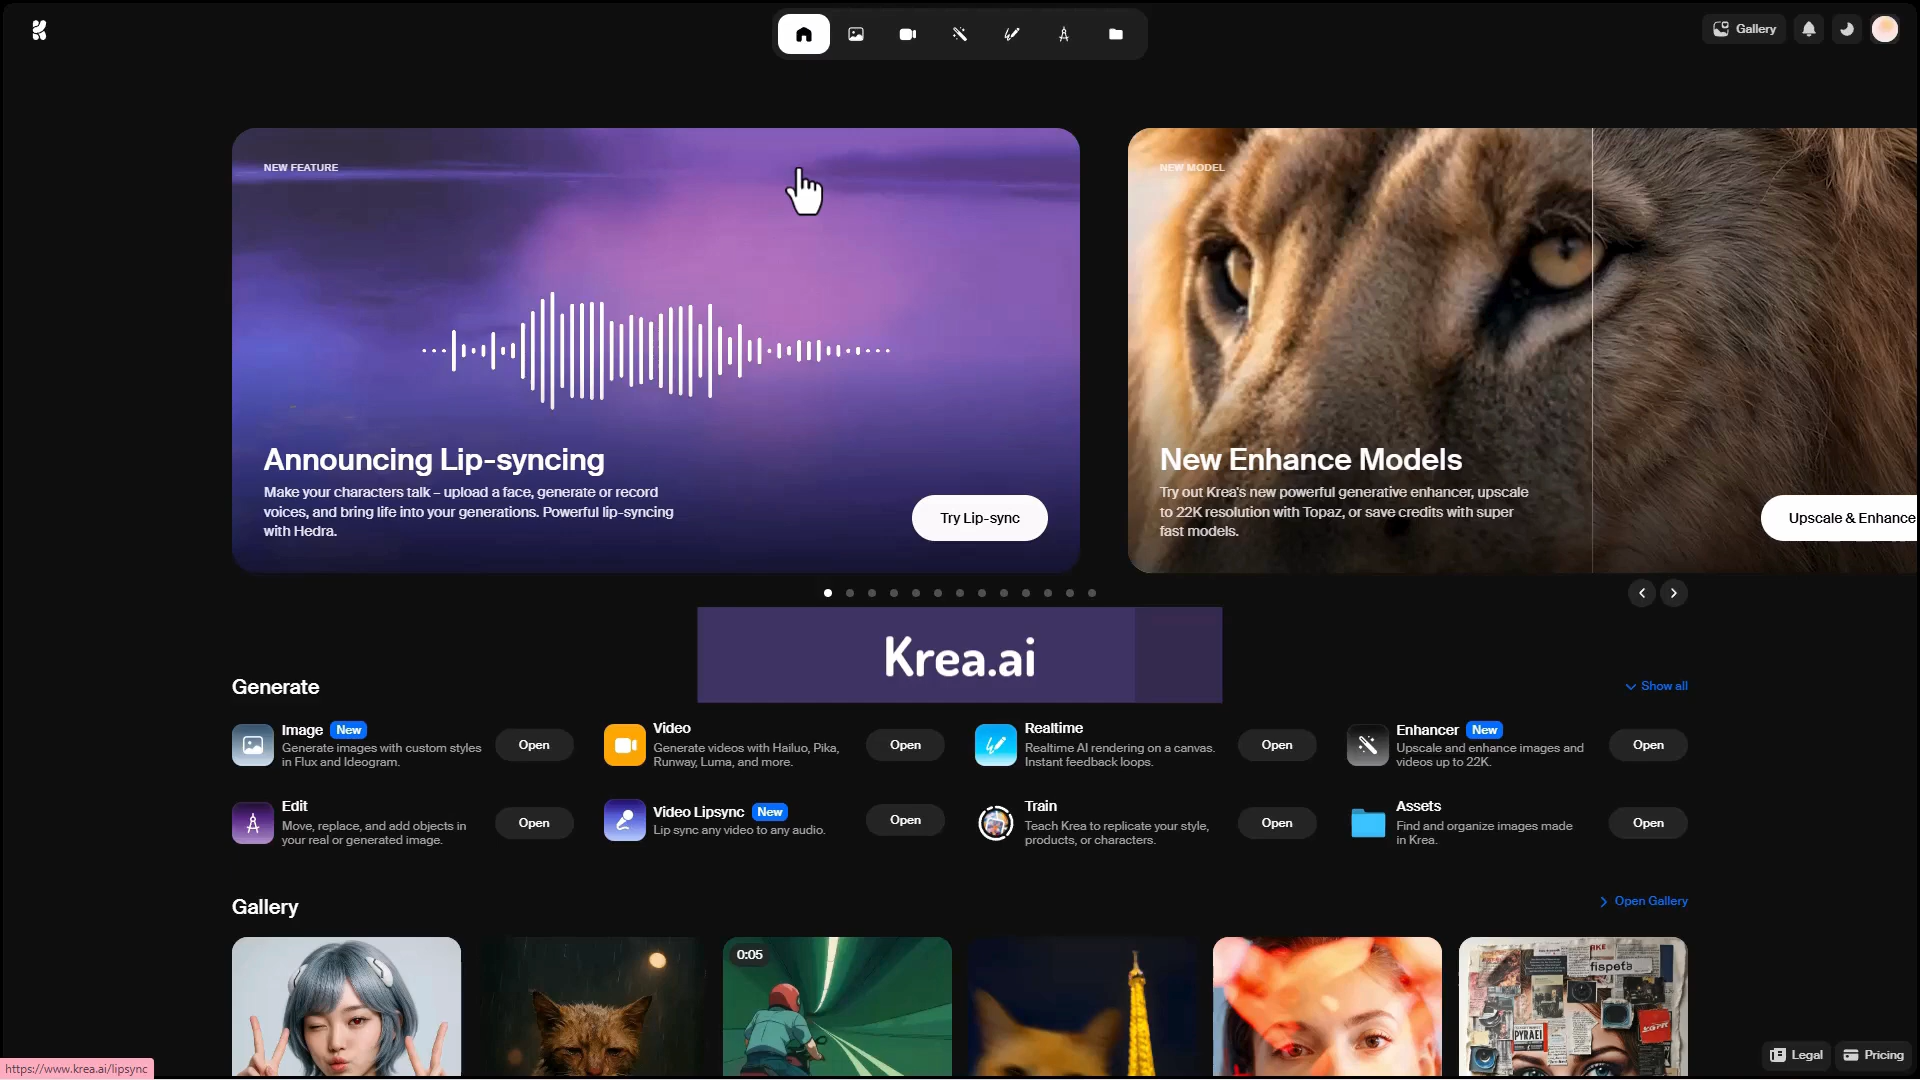 Gallery
NEW FEATURE
Announcing Lip-syncing
Make your characters talk – upload a face, generate or record
voices, and bring life into your generations. Powerful lip-syncing
with Hedra.
Try Lip-sync
NEW MODEL
New Enhance Models
Try out Krea's new powerful generative enhancer, upscale
to 22K resolution with Topaz, or save credits with super
fast models.
Upscale & Enhance
Krea.ai
Generate
Show all
Image New
Generate images with custom styles
in Flux and Ideogram.
Open
Video
Generate videos with Hailuo, Pika,
Runway, Luma, and more.
Open
Realtime
Realtime AI rendering on a canvas.
Instant feedback loops.
Open
Enhancer New
Upscale and enhance images and
videos up to 22K.
Open
Edit
Move, replace, and add objects in
your real or generated image.
Open
Video Lipsync New
Lip sync any video to any audio.
Open
Train
Teach Krea to replicate your style,
products, or characters.
Open
Assets
Find and organize images made
in Krea.
Open
Gallery
Open Gallery
0:05
fispeta
PYRAEI
Legal
Pricing
https://www.krea.ai/lipsync